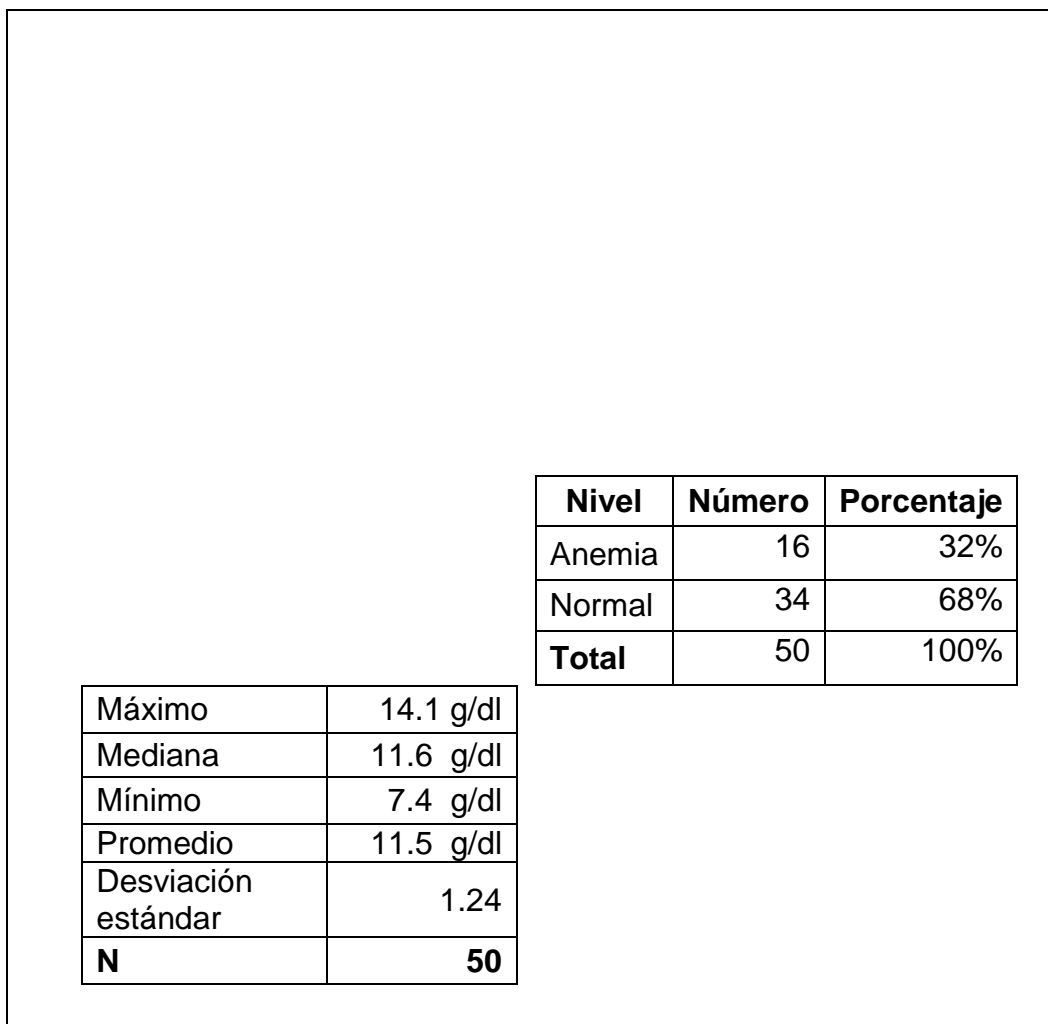 Nivel Número Porcentaje
Anemia 16 32%
Normal 34 68%
Total 50 100%
Máximo 14.1 g/dl
Mediana 11.6 g/dl
Mínimo 7.4 g/dl
Promedio 11.5 g/dl
Desviación
estándar 1.24
N 50